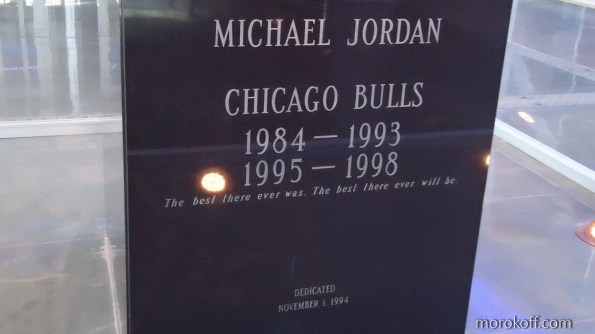 MICHAEL JORDAN
CHICAGO BULLS
1984 — 1993
1995 — 1998
The best there ever was. The best there ever will be.
DEDICATED
NOVEMBER 1, 1994
morokoff.com